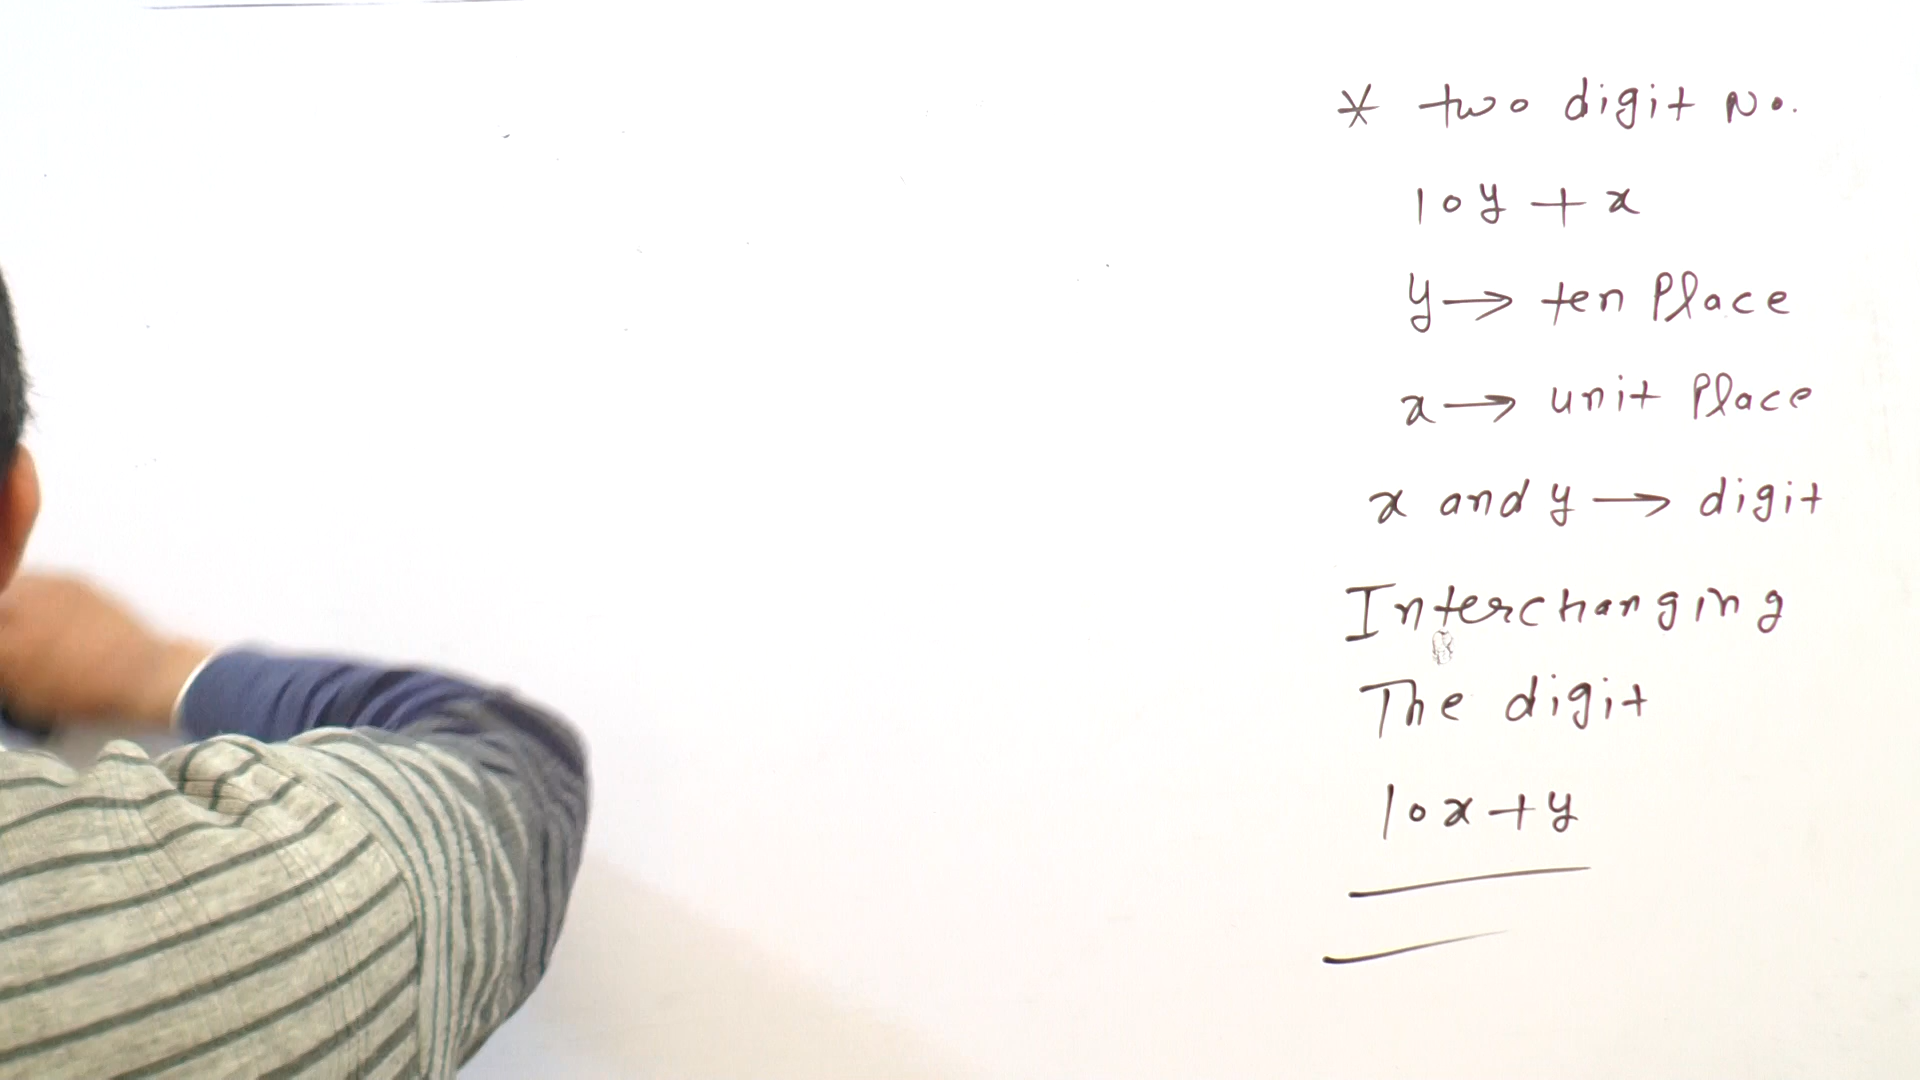 * two digit No.
10y + x
y → ten Place
x → unit Place
x and y → digit
Interchanging
The digit
10x + y